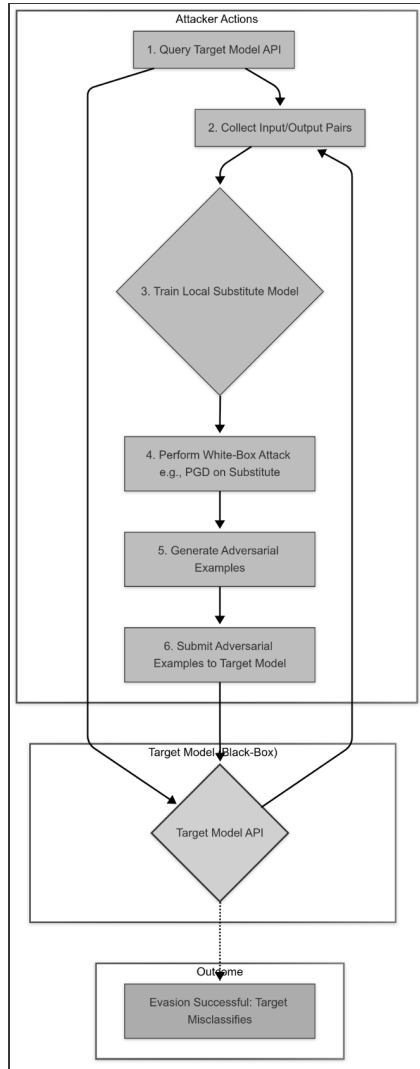 Attacker Actions
1. Query Target Model API
2. Collect Input/Output Pairs
3. Train Local Substitute Model
4. Perform White-Box Attack
e.g., PGD on Substitute
5. Generate Adversarial
Examples
6. Submit Adversarial
Examples to Target Model
Target Model (Black-Box)
Target Model API
Outcome
Evasion Successful: Target
Misclassifies